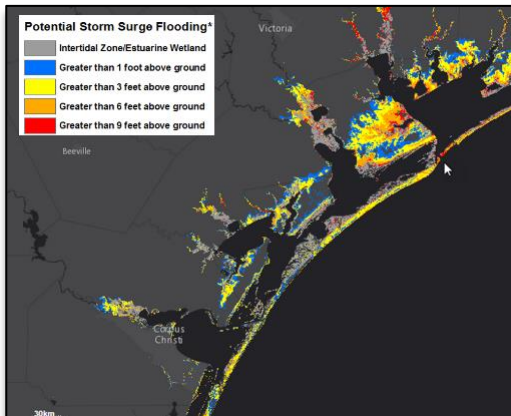 Potential Storm Surge Flooding*
Intertidal Zone/Estuarine Wetland
Greater than 1 foot above ground
Greater than 3 feet above ground
Greater than 6 feet above ground
Greater than 9 feet above ground
Victoria
Beeville
Corpus
Christi
30km